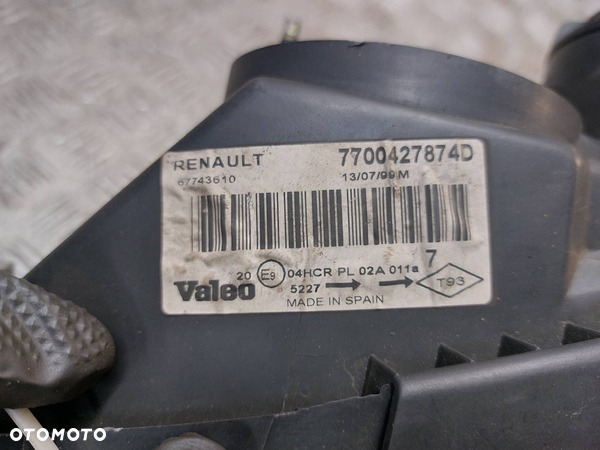 RENAULT 7700427874D
67743610 13/07/99 M
7
20 E9 04HCR PL 02A 011a
Valeo 5227 T93
MADE IN SPAIN
OTOMOTO